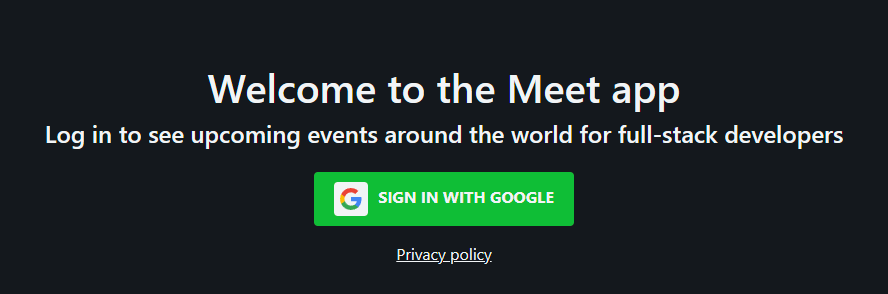 Welcome to the Meet app
Log in to see upcoming events around the world for full-stack developers
SIGN IN WITH GOOGLE
Privacy policy